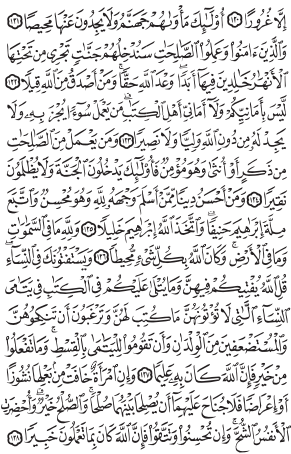 إِلَّا غُرُورًا ۝١٢٠ أُولَٰئِكَ مَأْوَاهُمْ جَهَنَّمُ وَلَا يَجِدُونَ عَنْهَا مَحِيصًا ۝١٢١
وَالَّذِينَ ءَامَنُوا وَعَمِلُوا الصَّالِحَاتِ سَنُدْخِلُهُمْ جَنَّاتٍ تَجْرِي مِن تَحْتِهَا
الْأَنْهَارُ خَالِدِينَ فِيهَا أَبَدًا وَعْدَ اللَّهِ حَقًّا وَمَنْ أَصْدَقُ مِنَ اللَّهِ قِيلًا ۝١٢٢
لَّيْسَ بِأَمَانِيِّكُمْ وَلَا أَمَانِيِّ أَهْلِ الْكِتَابِ مَن يَعْمَلْ سُوءًا يُجْزَ بِهِ وَلَا
يَجِدْ لَهُ مِن دُونِ اللَّهِ وَلِيًّا وَلَا نَصِيرًا ۝١٢٣ وَمَن يَعْمَلْ مِنَ الصَّالِحَاتِ
مِن ذَكَرٍ أَوْ أُنثَىٰ وَهُوَ مُؤْمِنٌ فَأُولَٰئِكَ يَدْخُلُونَ الْجَنَّةَ وَلَا يُظْلَمُونَ
نَقِيرًا ۝١٢٤ وَمَنْ أَحْسَنُ دِينًا مِّمَّنْ أَسْلَمَ وَجْهَهُ لِلَّهِ وَهُوَ مُحْسِنٌ وَاتَّبَعَ
مِلَّةَ إِبْرَاهِيمَ حَنِيفًا وَاتَّخَذَ اللَّهُ إِبْرَاهِيمَ خَلِيلًا ۝١٢٥ وَلِلَّهِ مَا فِي السَّمَاوَاتِ
وَمَا فِي الْأَرْضِ وَكَانَ اللَّهُ بِكُلِّ شَيْءٍ مُّحِيطًا ۝١٢٦ وَيَسْتَفْتُونَكَ فِي النِّسَاءِ
قُلِ اللَّهُ يُفْتِيكُمْ فِيهِنَّ وَمَا يُتْلَىٰ عَلَيْكُمْ فِي الْكِتَابِ فِي يَتَامَى
النِّسَاءِ الَّاتِي لَا تُؤْتُونَهُنَّ مَا كُتِبَ لَهُنَّ وَتَرْغَبُونَ أَن تَنكِحُوهُنَّ
وَالْمُسْتَضْعَفِينَ مِنَ الْوِلْدَانِ وَأَن تَقُومُوا لِلْيَتَامَىٰ بِالْقِسْطِ وَمَا تَفْعَلُوا
مِنْ خَيْرٍ فَإِنَّ اللَّهَ كَانَ بِهِ عَلِيمًا ۝١٢٧ وَإِنِ امْرَأَةٌ خَافَتْ مِن بَعْلِهَا نُشُوزًا
أَوْ إِعْرَاضًا فَلَا جُنَاحَ عَلَيْهِمَا أَن يُصْلِحَا بَيْنَهُمَا صُلْحًا وَالصُّلْحُ خَيْرٌ وَأُحْضِرَتِ
الْأَنفُسُ الشُّحَّ وَإِن تُحْسِنُوا وَتَتَّقُوا فَإِنَّ اللَّهَ كَانَ بِمَا تَعْمَلُونَ خَبِيرًا ۝١٢٨